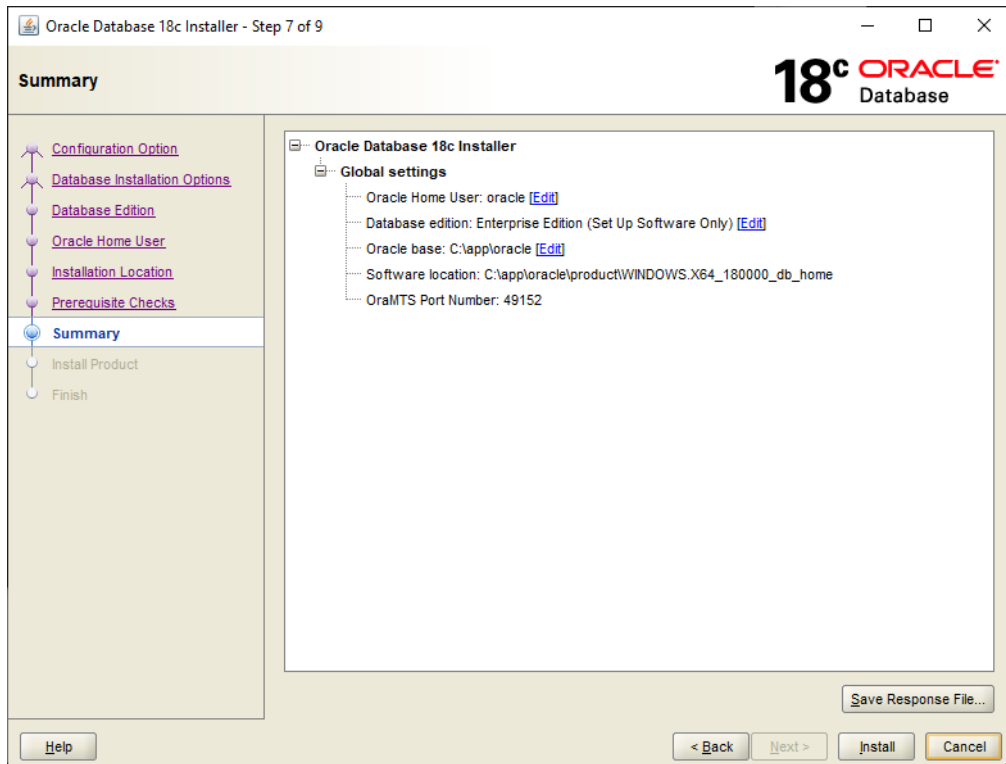 Oracle Database 18c Installer - Step 7 of 9
Summary
18c ORACLE
Database
Configuration Option
Database Installation Options
Database Edition
Oracle Home User
Installation Location
Prerequisite Checks
Summary
Install Product
Finish
Oracle Database 18c Installer
Global settings
Oracle Home User: oracle [Edit]
Database edition: Enterprise Edition (Set Up Software Only) [Edit]
Oracle base: C:\app\oracle [Edit]
Software location: C:\app\oracle\product\WINDOWS.X64_180000_db_home
OraMTS Port Number: 49152
Save Response File...
Help
< Back
Next >
Install
Cancel